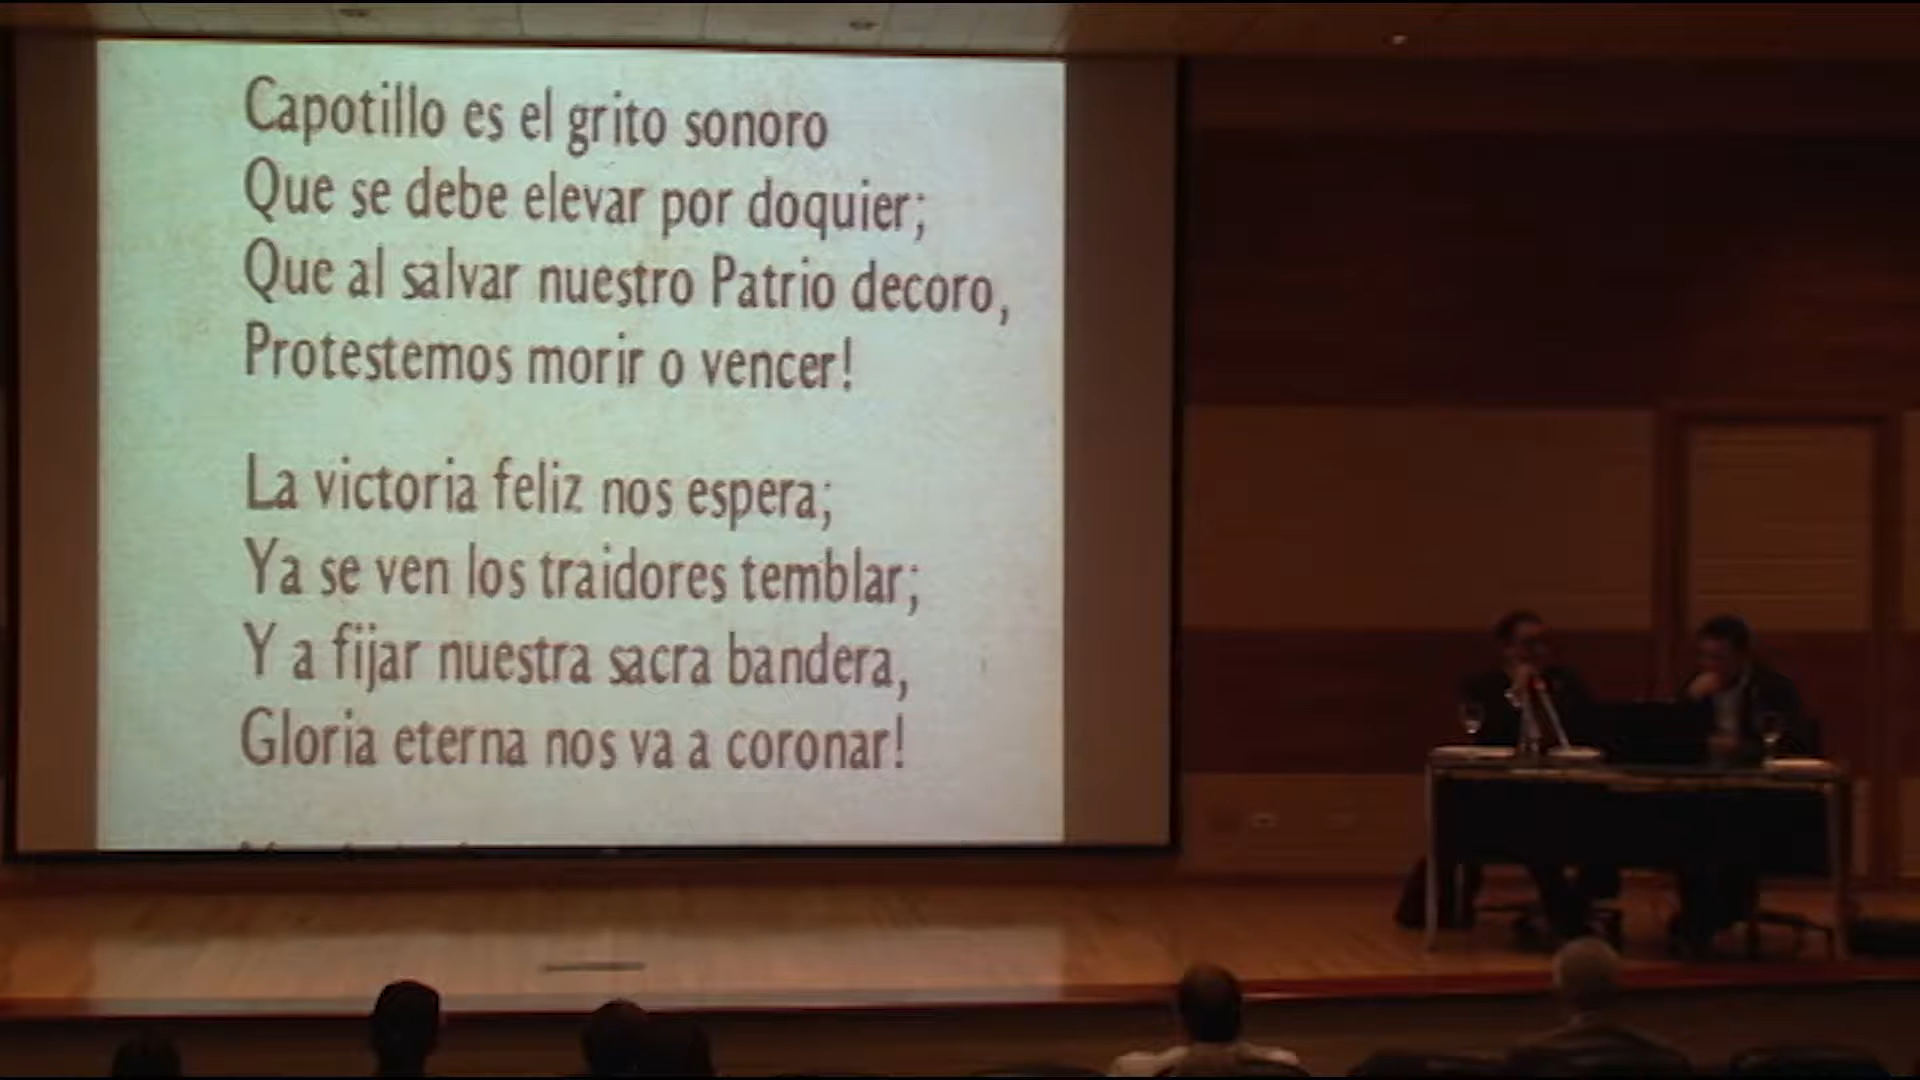 Capotillo es el grito sonoro
Que se debe elevar por doquier;
Que al salvar nuestro Patrio decoro,
Protestemos morir o vencer!
La victoria feliz nos espera;
Ya se ven los traidores temblar;
Y a fijar nuestra sacra bandera,
Gloria eterna nos va a coronar!